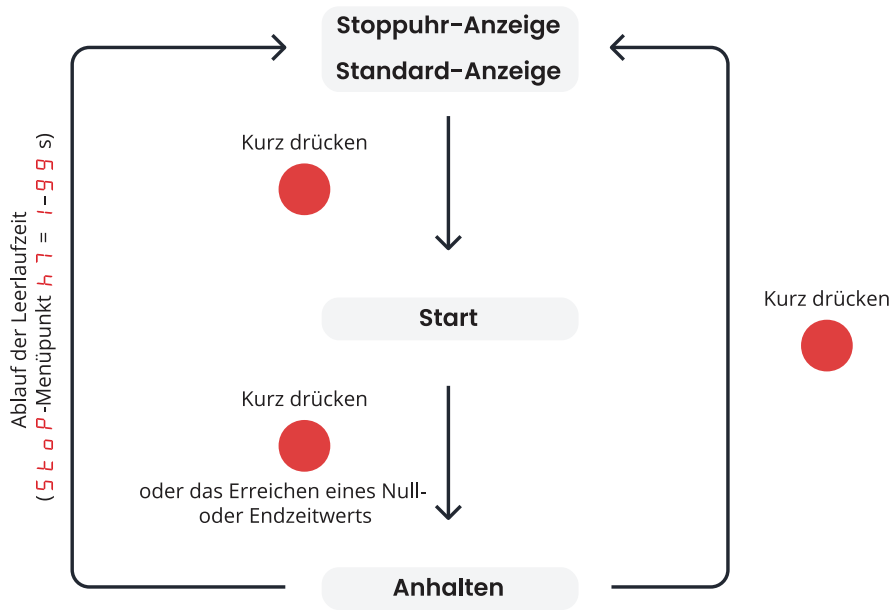 Stoppuhr-Anzeige
Standard-Anzeige
Kurz drücken
Ablauf der Leerlaufzeit
(StoP-Menüpunkt h7 = 1-99 s)
Start
Kurz drücken
Kurz drücken
oder das Erreichen eines Null-
oder Endzeitwerts
Anhalten